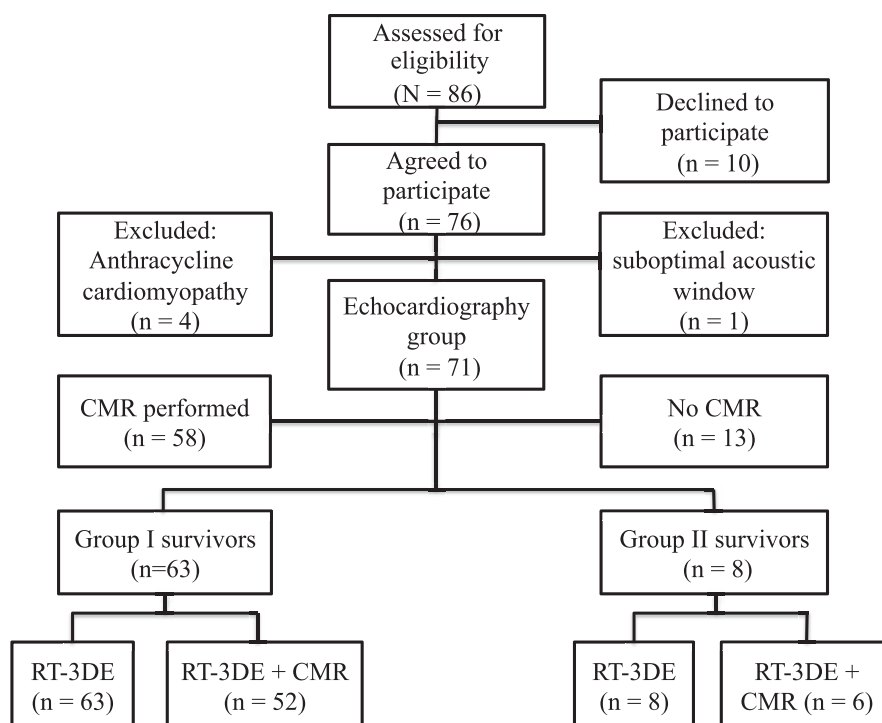 Assessed for
eligibility
(N = 86)
Declined to
participate
(n = 10)
Agreed to
participate
(n = 76)
Excluded:
Anthracycline
cardiomyopathy
(n = 4)
Excluded:
suboptimal acoustic
window
(n = 1)
Echocardiography
group
(n = 71)
CMR performed
(n = 58)
No CMR
(n = 13)
Group I survivors
(n=63)
Group II survivors
(n = 8)
RT-3DE
(n = 63)
RT-3DE + CMR
(n = 52)
RT-3DE
(n = 8)
RT-3DE +
CMR (n = 6)